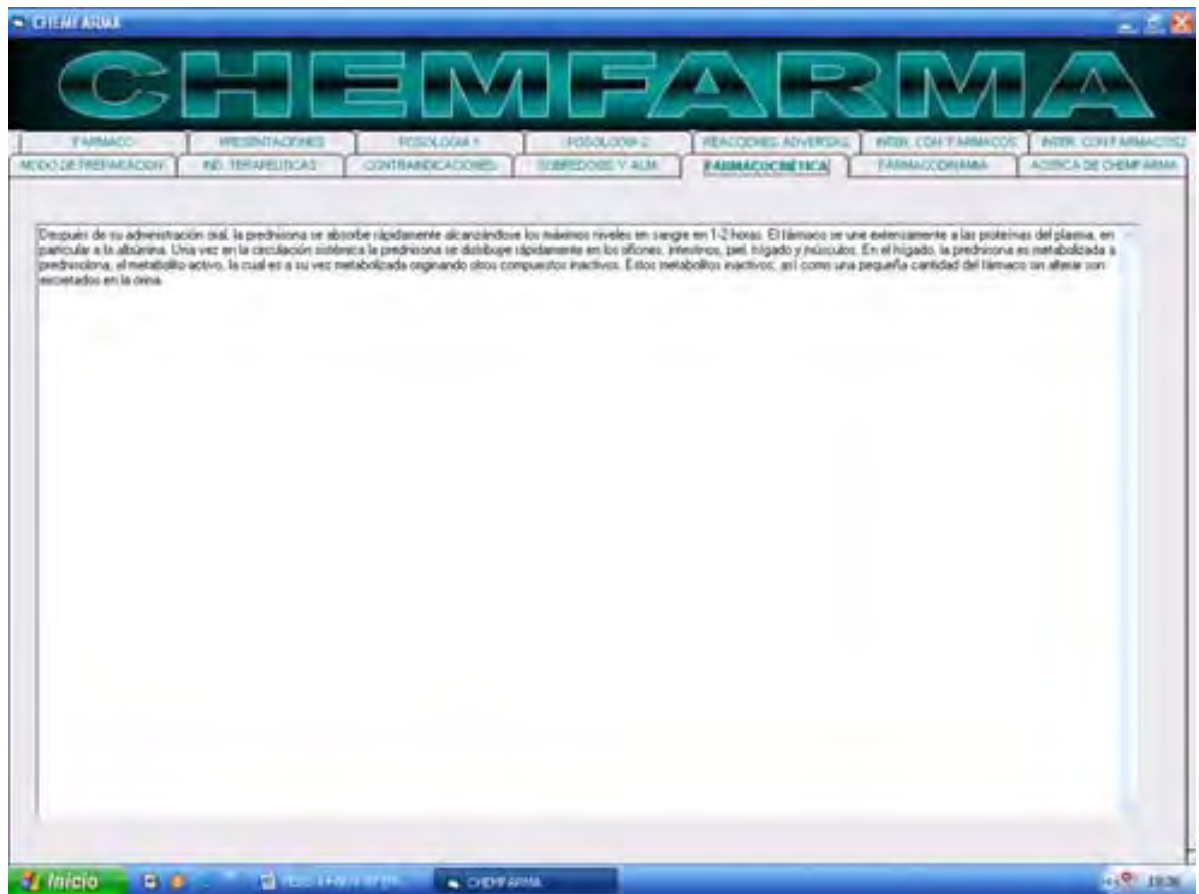 CHEMFARMA
CHEMFARMA
FARMACO PRESENTACIONES POSOLOGIA 1 POSOLOGIA 2 REACCIONES ADVERSAS INTER. CON FARMACOS INTER. CON FARMACOS2
MODO DE PREPARACION IND. TERAPEUTICAS CONTRAINDICACIONES SOBREDOSIS Y ALM. FARMACOCINETICA FARMACODINAMIA ACERCA DE CHEMFARMA
Después de su administración oral, la prednisona se absorbe rápidamente alcanzándose los máximos niveles en sangre en 1-2 horas. El fármaco se une extensamente a las proteínas del plasma, en
particular a la albúmina. Una vez en la circulación sistémica la prednisona se distribuye rápidamente en los riñones, intestinos, piel, hígado y músculos. En el hígado, la prednisona es metabolizada a
prednisolona, el metabolito activo, la cual es a su vez metabolizada originando otros compuestos inactivos. Estos metabolitos inactivos, así como una pequeña cantidad del fármaco sin alterar son
excretados en la orina.
Inicio CHEMFARMA